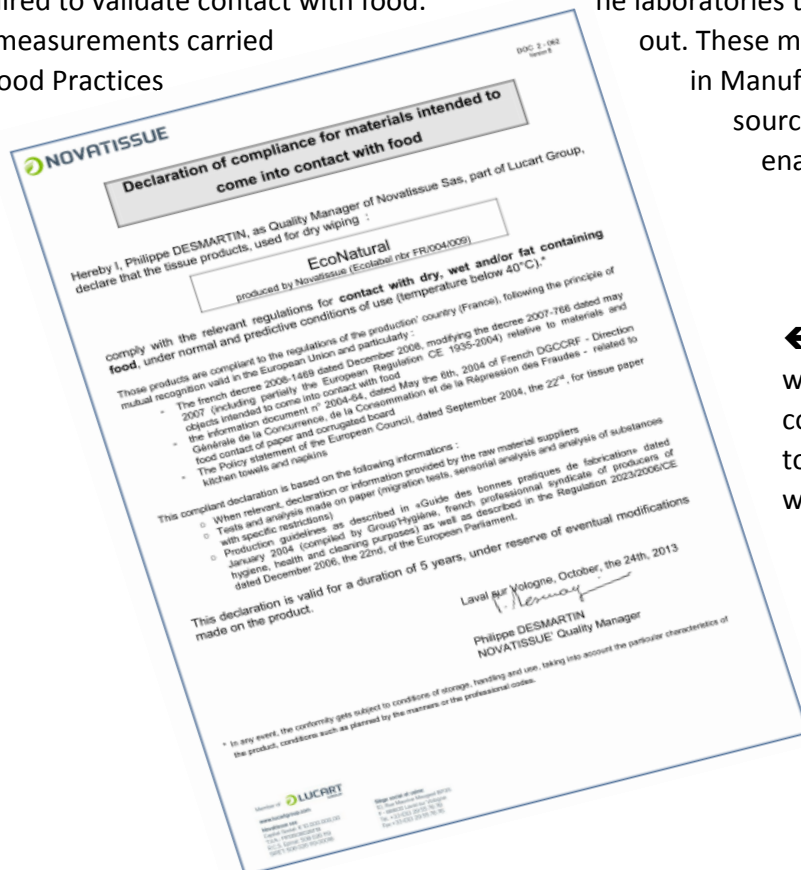 ired to validate contact with food.
he laboratories t
measurements carried
out. These m
ood Practices
in Manuf
sourc
ena
w
co
to
w
DOC 2 - 062
NOVATISSUE
Declaration of compliance for materials intended to
come into contact with food
Hereby I, Philippe DESMARTIN, as Quality Manager of Novatissue Sas, part of Lucart Group,
declare that the tissue products, used for dry wiping :
EcoNatural
produced by Novatissue (Ecolabel nbr FR/004/009)
comply with the relevant regulations for contact with dry, wet and/or fat containing
food, under normal and predictive conditions of use (temperature below 40°C).*
Those products are compliant to the regulations of the production' country (France), following the principle of
mutual recognition valid in the European Union and particularly :
* The french decree 2008-1469 dated December 2008, modifying the decree 2007-766 dated may
2007 (including partially the European Regulation CE 1935-2004) relative to materials and
objects intended to come into contact with food
* the information document n° 2004-64, dated May the 6th, 2004 of French DGCCRF - Direction
Générale de la Concurrence, de la Consommation et de la Répression des Fraudes - related to
food contact of paper and corrugated board
* The Policy statement of the European Council, dated September 2004, the 22nd, for tissue paper
kitchen towels and napkins
This compliant declaration is based on the following informations :
○ When relevant, declaration or information provided by the raw material suppliers
○ Tests and analysis made on paper (migration tests, sensorial analysis and analysis of substances
with specific restrictions)
○ Production guidelines as described in «Guide des bonnes pratiques de fabrication» dated
January 2004 (compiled by Group'Hygiène, french professionnal syndicate of producers of
hygiene, health and cleaning purposes) as well as described in the Regulation 2023/2006/CE
dated December 2006, the 22nd, of the European Parliament.
This declaration is valid for a duration of 5 years, under reserve of eventual modifications
made on the product.
Laval sur Vologne, October, the 24th, 2013
Philippe DESMARTIN
NOVATISSUE' Quality Manager
* In any event, the conformity gets subject to conditions of storage, handling and use, taking into account the particular characteristics of
the product, conditions such as planned by the manners or the professional codes.
Member of LUCART
www.lucartgroup.com